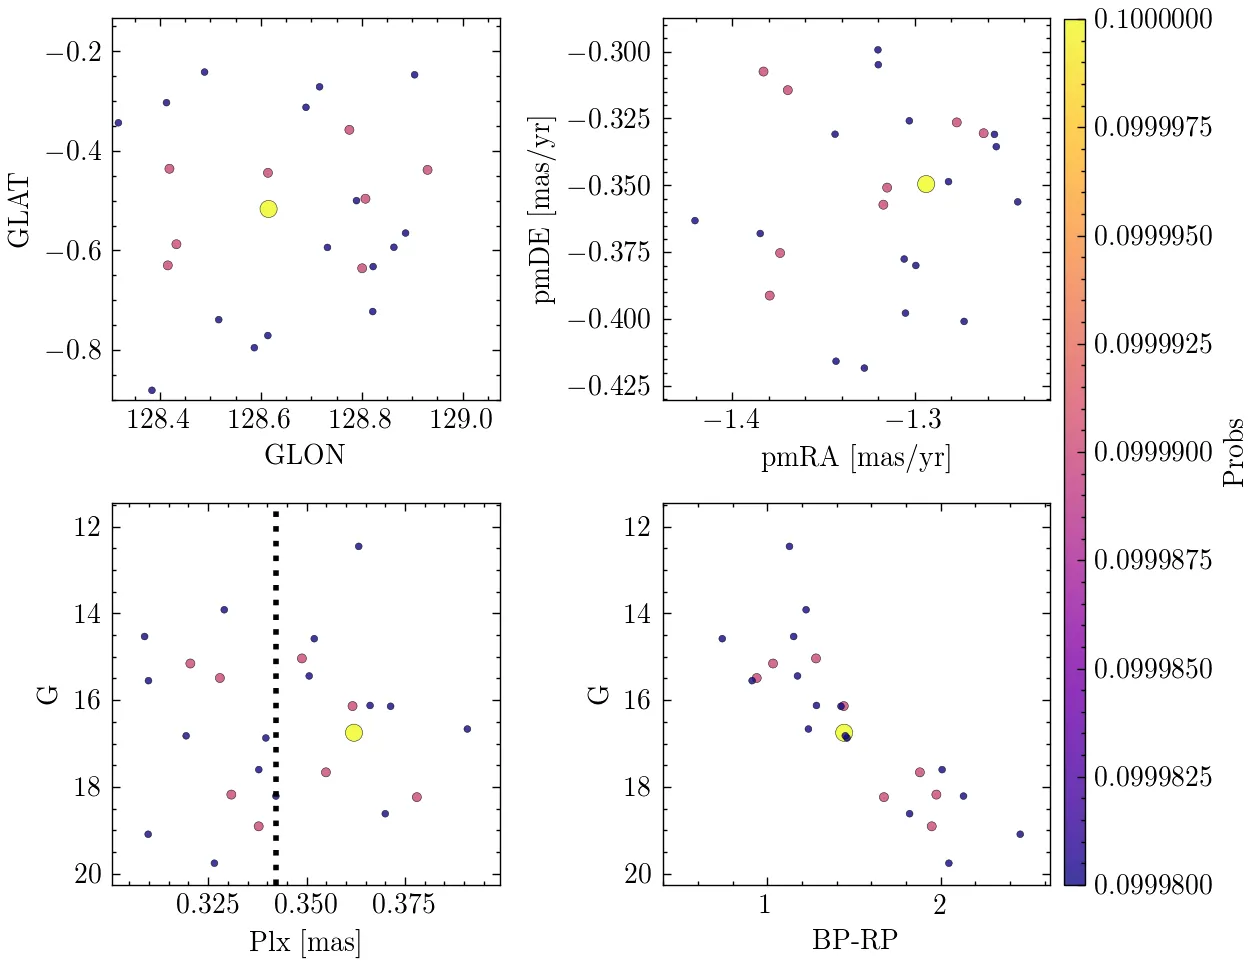 −0.2
−0.4
−0.6
−0.8
GLAT
128.4 128.6 128.8 129.0
GLON
−0.300
−0.325
−0.350
−0.375
−0.400
−0.425
pmDE [mas/yr]
−1.4 −1.3
pmRA [mas/yr]
12
14
16
18
20
G
0.325 0.350 0.375
Plx [mas]
12
14
16
18
20
G
1 2
BP-RP
0.1000000
0.0999975
0.0999950
0.0999925
0.0999900
0.0999875
0.0999850
0.0999825
0.0999800
Probs